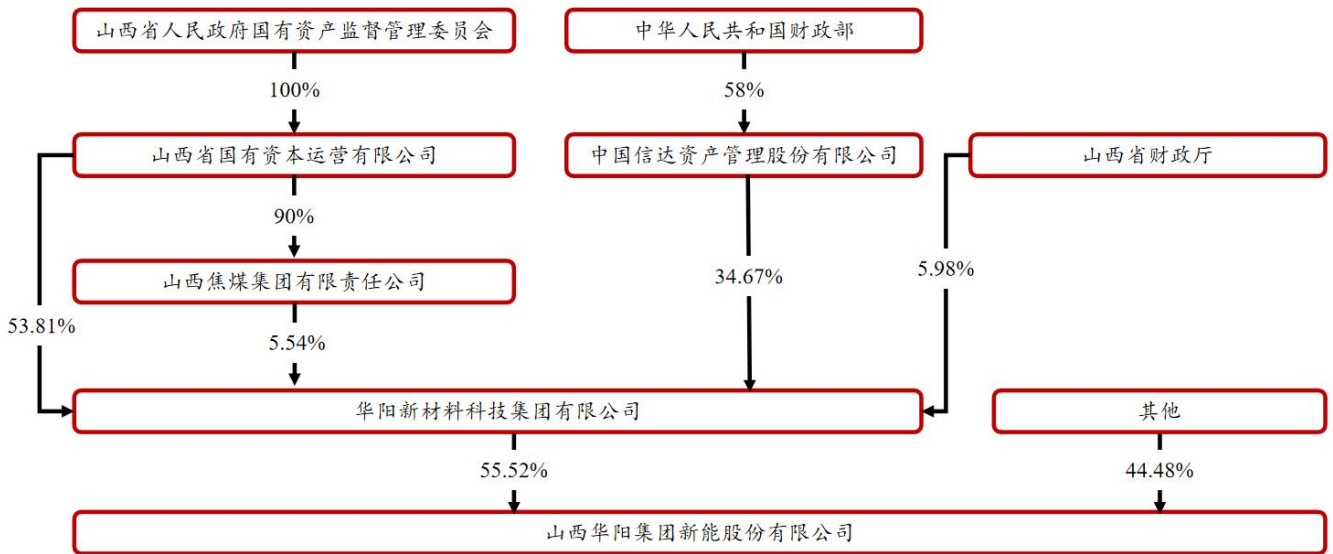 山西省人民政府国有资产监督管理委员会
中华人民共和国财政部
100%
58%
山西省国有资本运营有限公司
中国信达资产管理股份有限公司
山西省财政厅
90%
山西焦煤集团有限责任公司
34.67%
5.98%
53.81%
5.54%
华阳新材料科技集团有限公司
其他
55.52%
44.48%
山西华阳集团新能股份有限公司